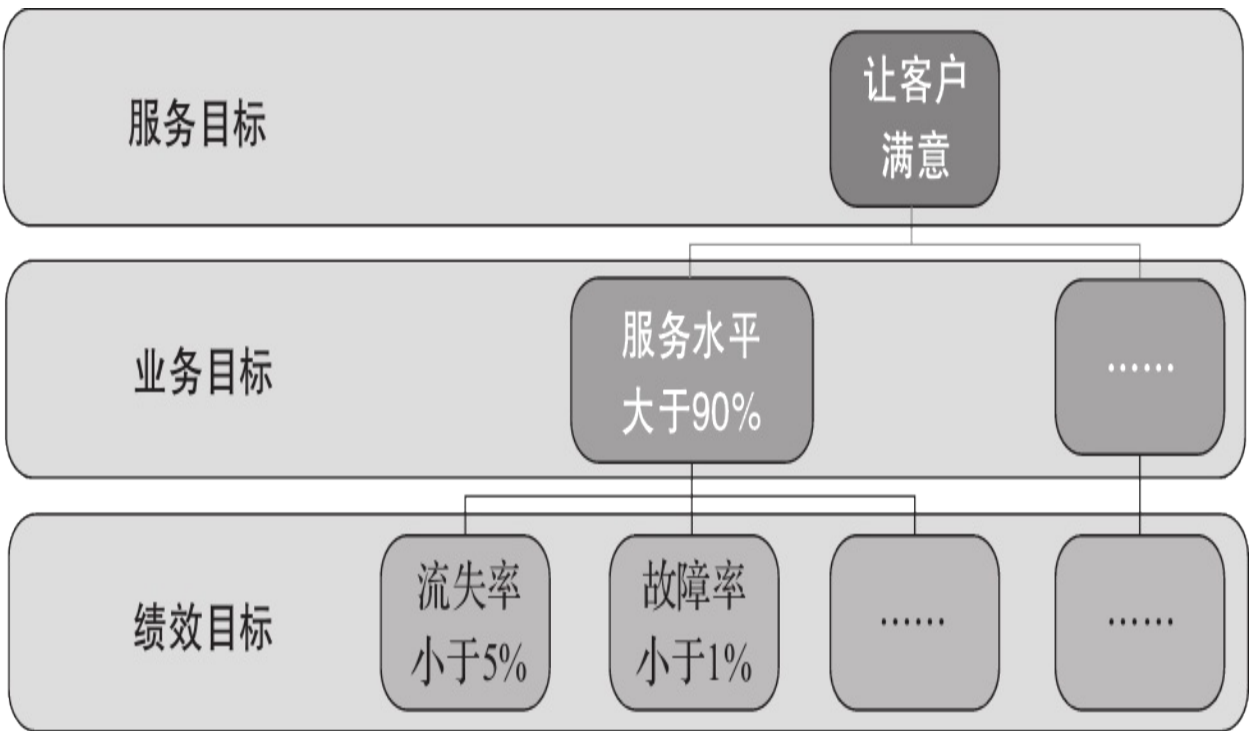 服务目标
让客户
满意
业务目标
服务水平
大于90%
……
绩效目标
流失率
小于5%
故障率
小于1%
……
……